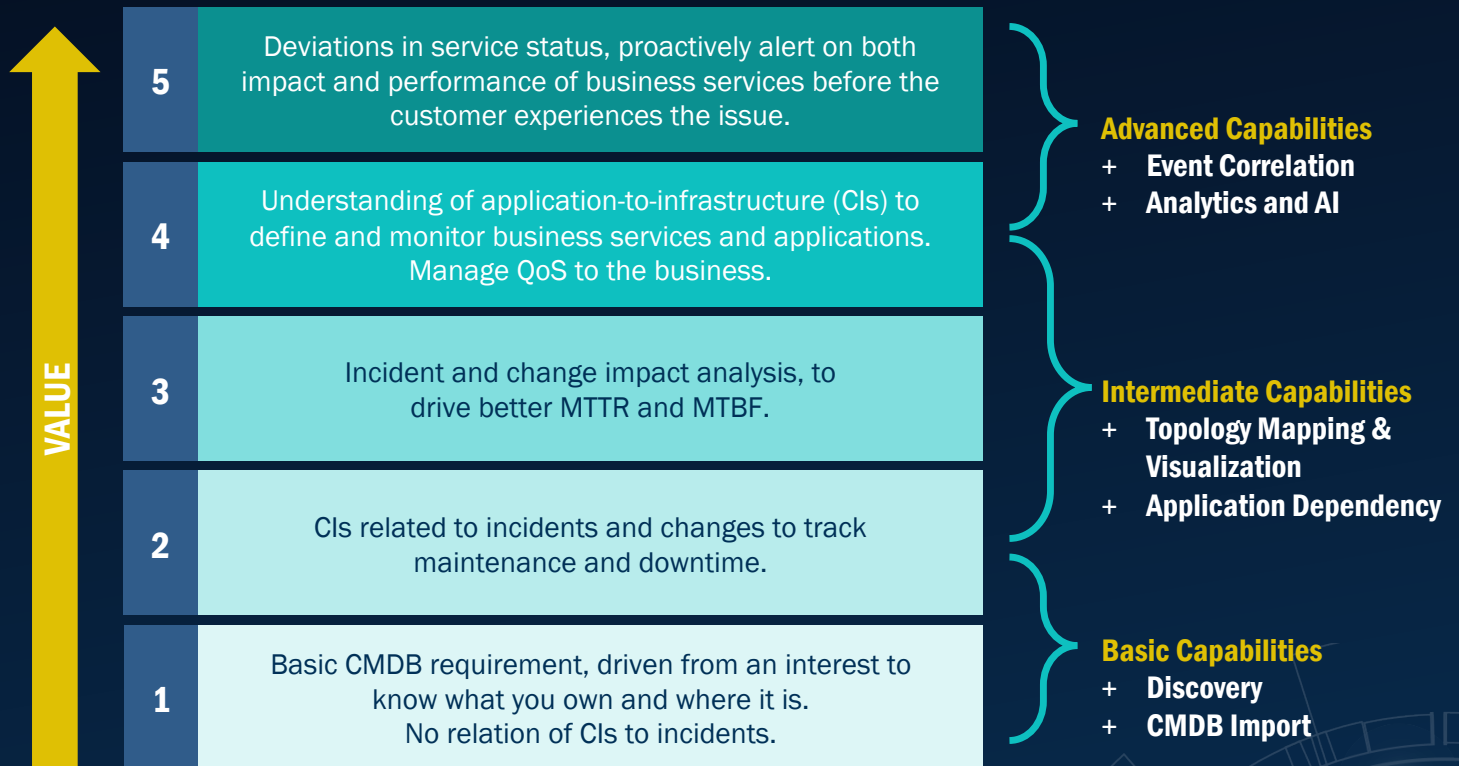 VALUE
5
Deviations in service status, proactively alert on both
impact and performance of business services before the
customer experiences the issue.
4
Understanding of application-to-infrastructure (CIs) to
define and monitor business services and applications.
Manage QoS to the business.
3
Incident and change impact analysis, to
drive better MTTR and MTBF.
2
CIs related to incidents and changes to track
maintenance and downtime.
1
Basic CMDB requirement, driven from an interest to
know what you own and where it is.
No relation of CIs to incidents.
Advanced Capabilities
+ Event Correlation
+ Analytics and AI
Intermediate Capabilities
+ Topology Mapping &
Visualization
+ Application Dependency
Basic Capabilities
+ Discovery
+ CMDB Import